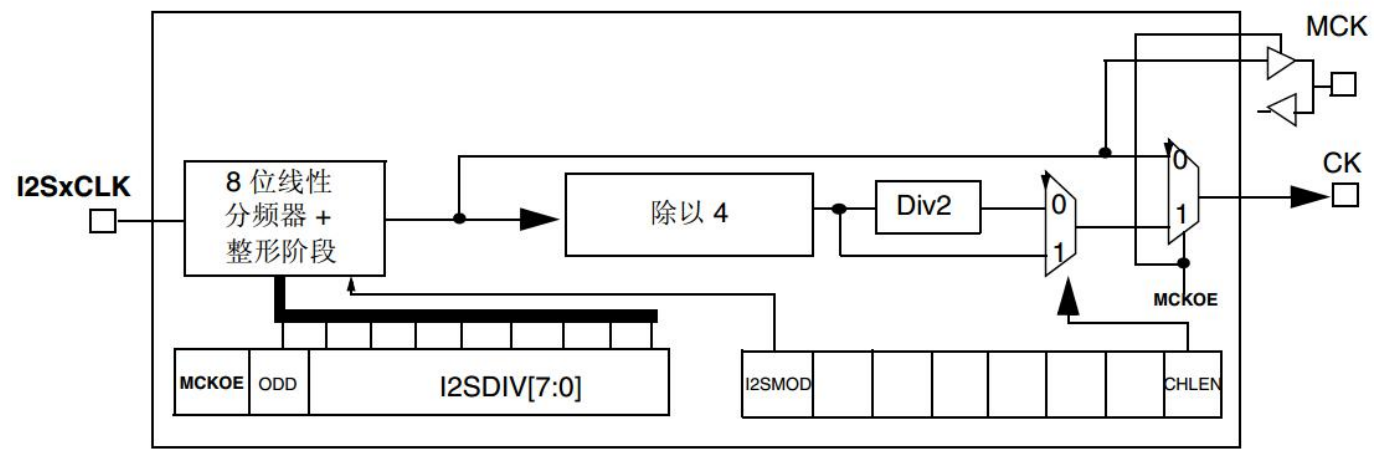 MCK
I2SxCLK
8 位线性
分频器 +
整形阶段
除以 4
Div2
0
1
0
1
CK
MCKOE
MCKOE
ODD
I2SDIV[7:0]
I2SMOD
CHLEN